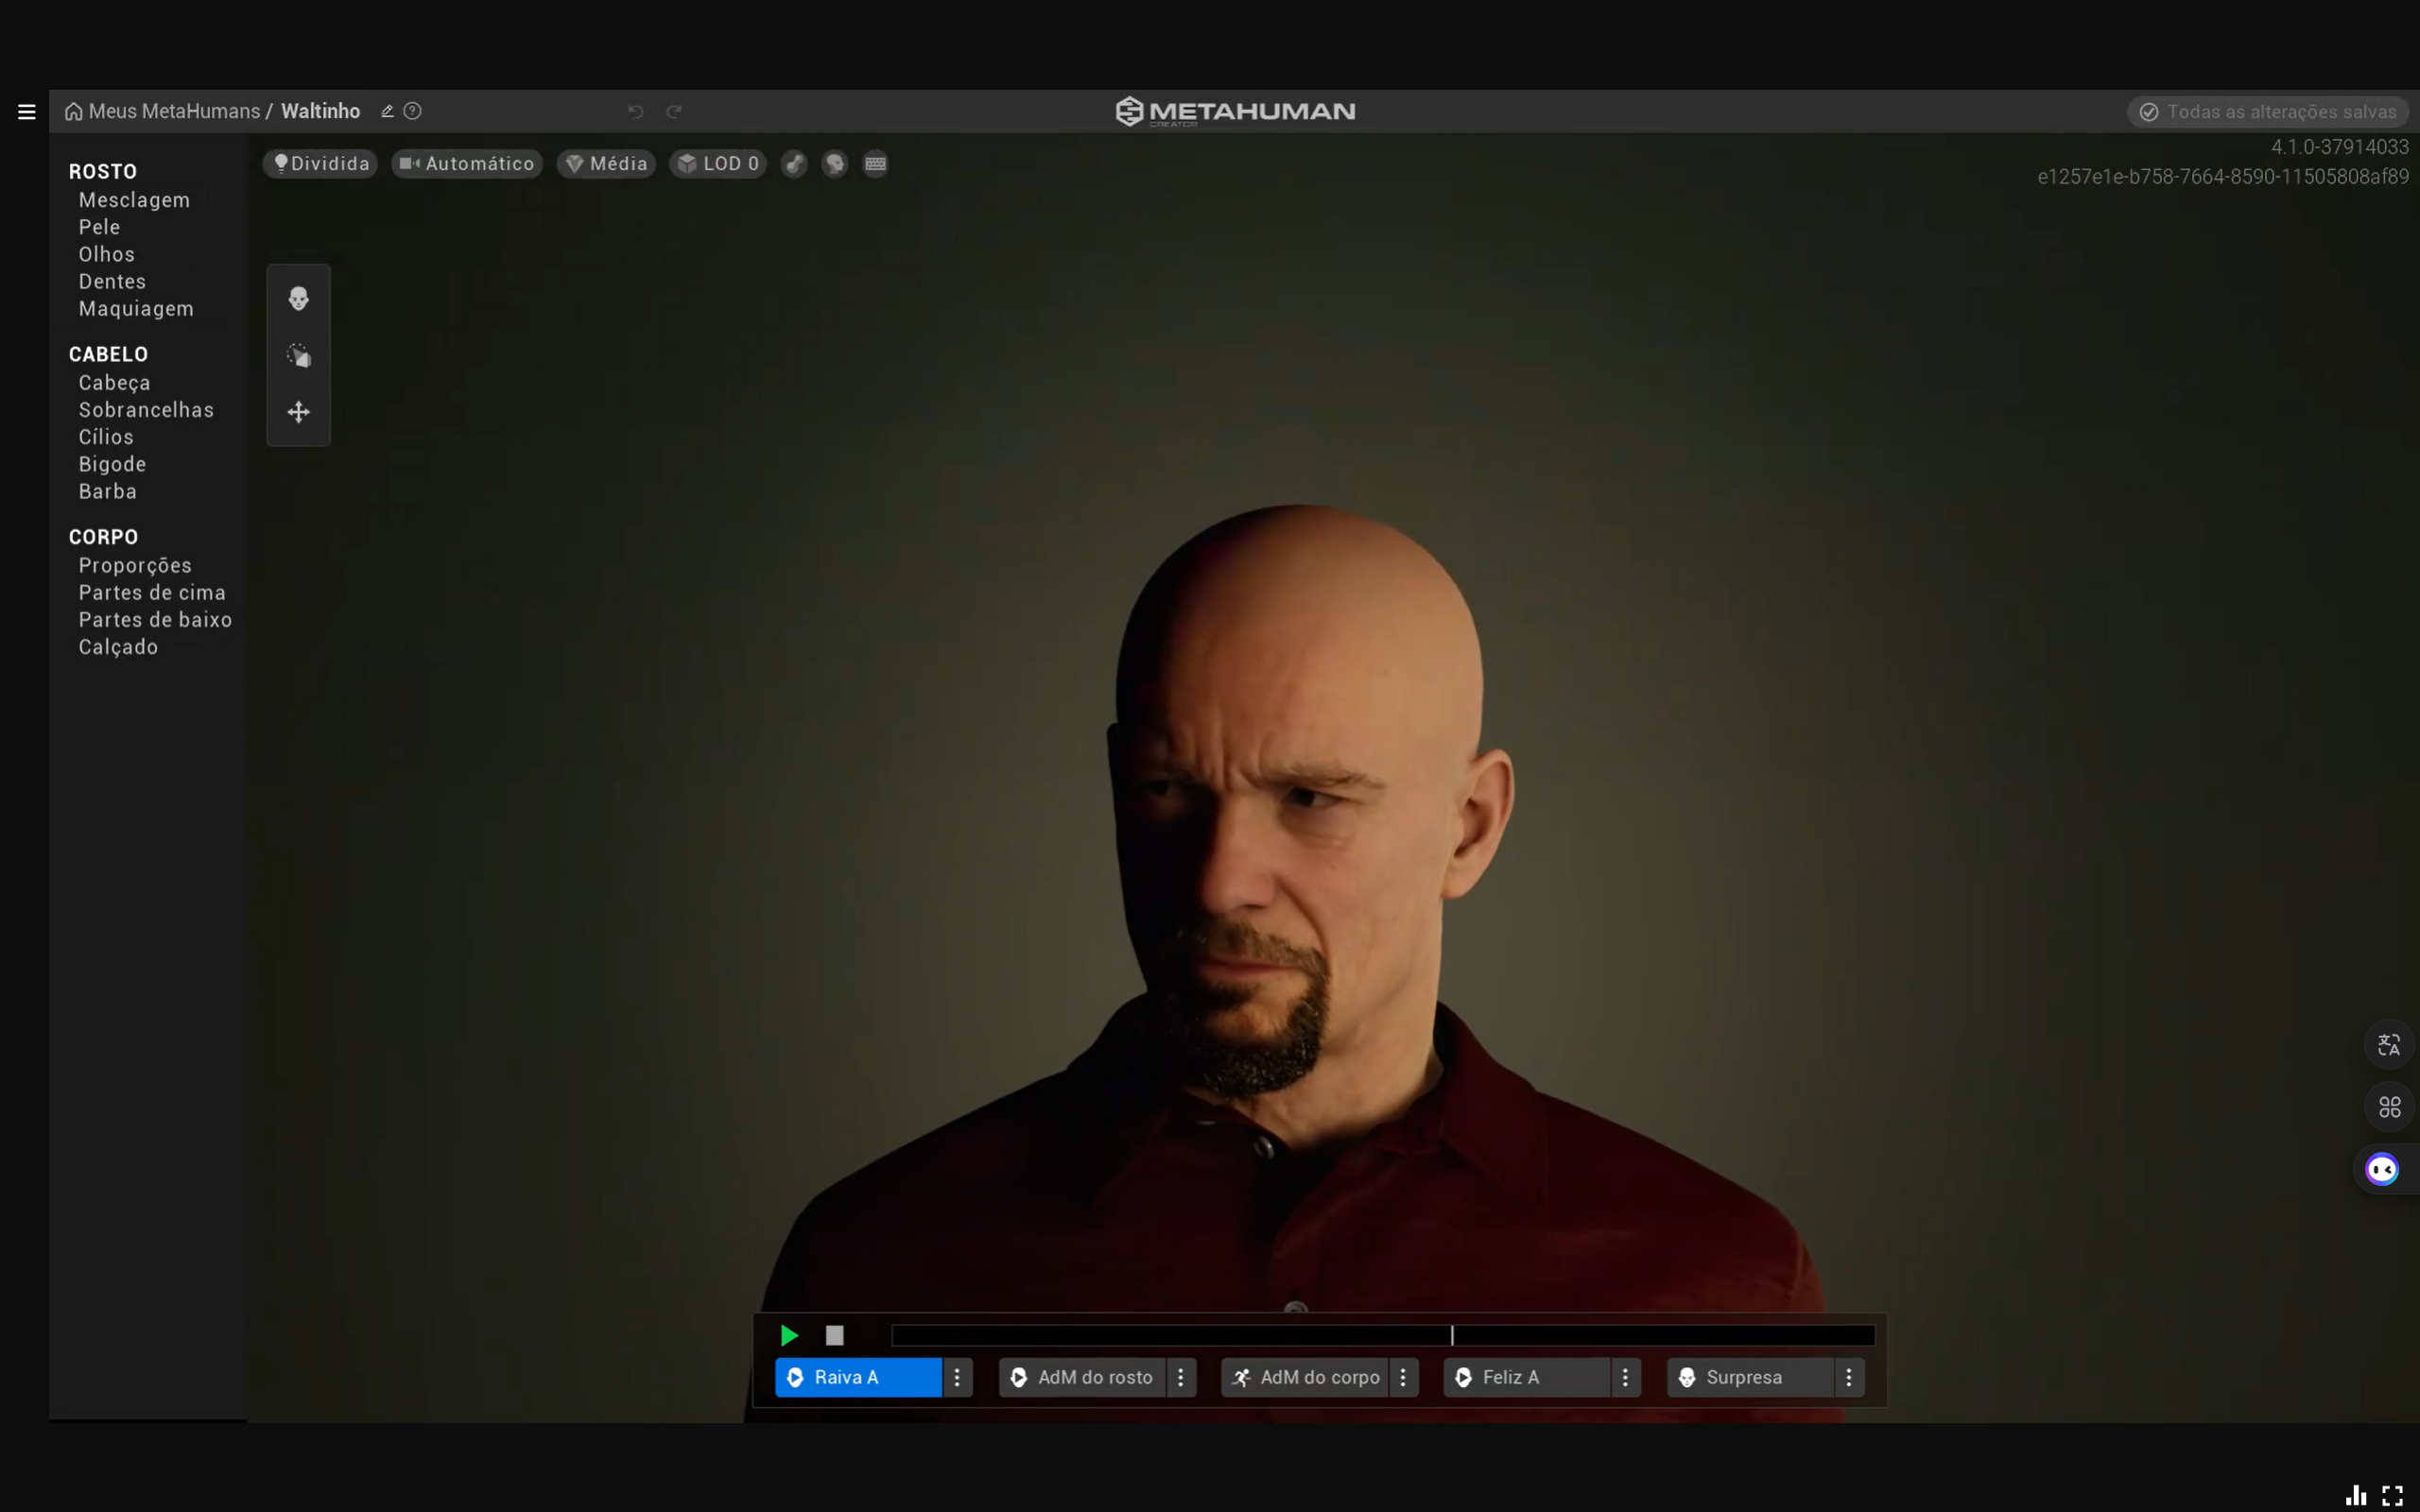 Meus MetaHumans / Waltinho
METAHUMAN
CREATOR
Todas as alterações salvas
4.1.0-37914033
e1257e1e-b758-7664-8590-11505808af89
Dividida
Automático
Média
LOD 0
ROSTO
Mesclagem
Pele
Olhos
Dentes
Maquiagem
CABELO
Cabeça
Sobrancelhas
Cílios
Bigode
Barba
CORPO
Proporções
Partes de cima
Partes de baixo
Calçado
Raiva A
AdM do rosto
AdM do corpo
Feliz A
Surpresa